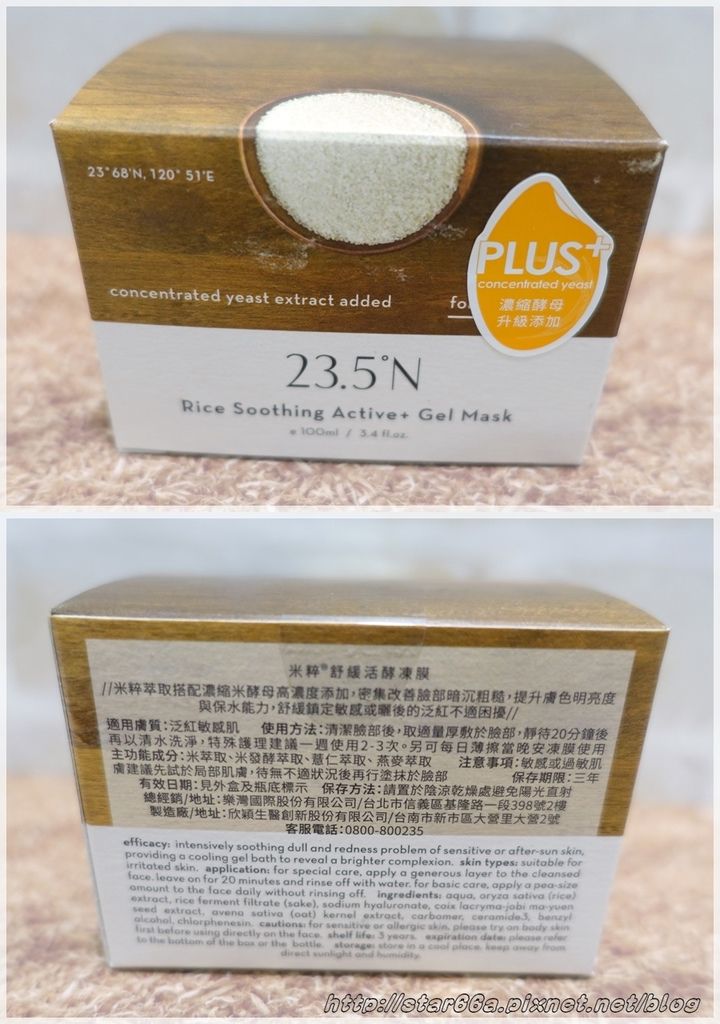 23°68'N, 120° 51'E
PLUS+
concentrated yeast
濃縮酵母
升級添加
concentrated yeast extract added
fo
23.5°N
Rice Soothing Active+ Gel Mask
e 100ml / 3.4 fl.oz.
米粹®舒緩活酵凍膜
//米粹萃取搭配濃縮米酵母高濃度添加,密集改善臉部暗沉粗糙,提升膚色明亮度
與保水能力,舒緩鎮定敏感或曬後的泛紅不適困擾//
適用膚質:泛紅敏感肌 使用方法:清潔臉部後,取適量厚敷於臉部,靜待20分鐘後
再以清水洗淨,特殊護理建議一週使用2-3次。另可每日薄擦當晚安凍膜使用
主功能成分:米萃取、米發酵萃取、薏仁萃取、燕麥萃取 注意事項:敏感或過敏肌
膚建議先試於局部肌膚,待無不適狀況後再行塗抹於臉部 保存期限:三年
有效日期:見外盒及瓶底標示 保存方法:請置於陰涼乾燥處避免陽光直射
總經銷/地址:樂灣國際股份有限公司/台北市信義區基隆路一段398號2樓
製造廠/地址:欣穎生醫創新股份有限公司/台南市新市區大營里大營2號
客服電話:0800-800235
efficacy: intensively soothing dull and redness problem of sensitive or after-sun skin,
providing a cooling gel bath to reveal a brighter complexion. skin types: suitable for
irritated skin. application: for special care, apply a generous layer to the cleansed
face. leave on for 20 minutes and rinse off with water. for basic care, apply a pea-size
amount to the face daily without rinsing off. ingredients: aqua, oryza sativa (rice)
extract, rice ferment filtrate (sake), sodium hyaluronate, coix lacryma-jobi ma-yuen
seed extract, avena sativa (oat) kernel extract, carbomer, ceramide3, benzyl
alcohol, chlorphenesin. cautions: for sensitive or allergic skin, please try on body skin
first before using directly on the face. shelf life: 3 years. expiration date: please refer
to the bottom of the box or the bottle. storage: store in a cool place. keep away from
direct sunlight and humidity.
http://star66a.pixnet.net/blog